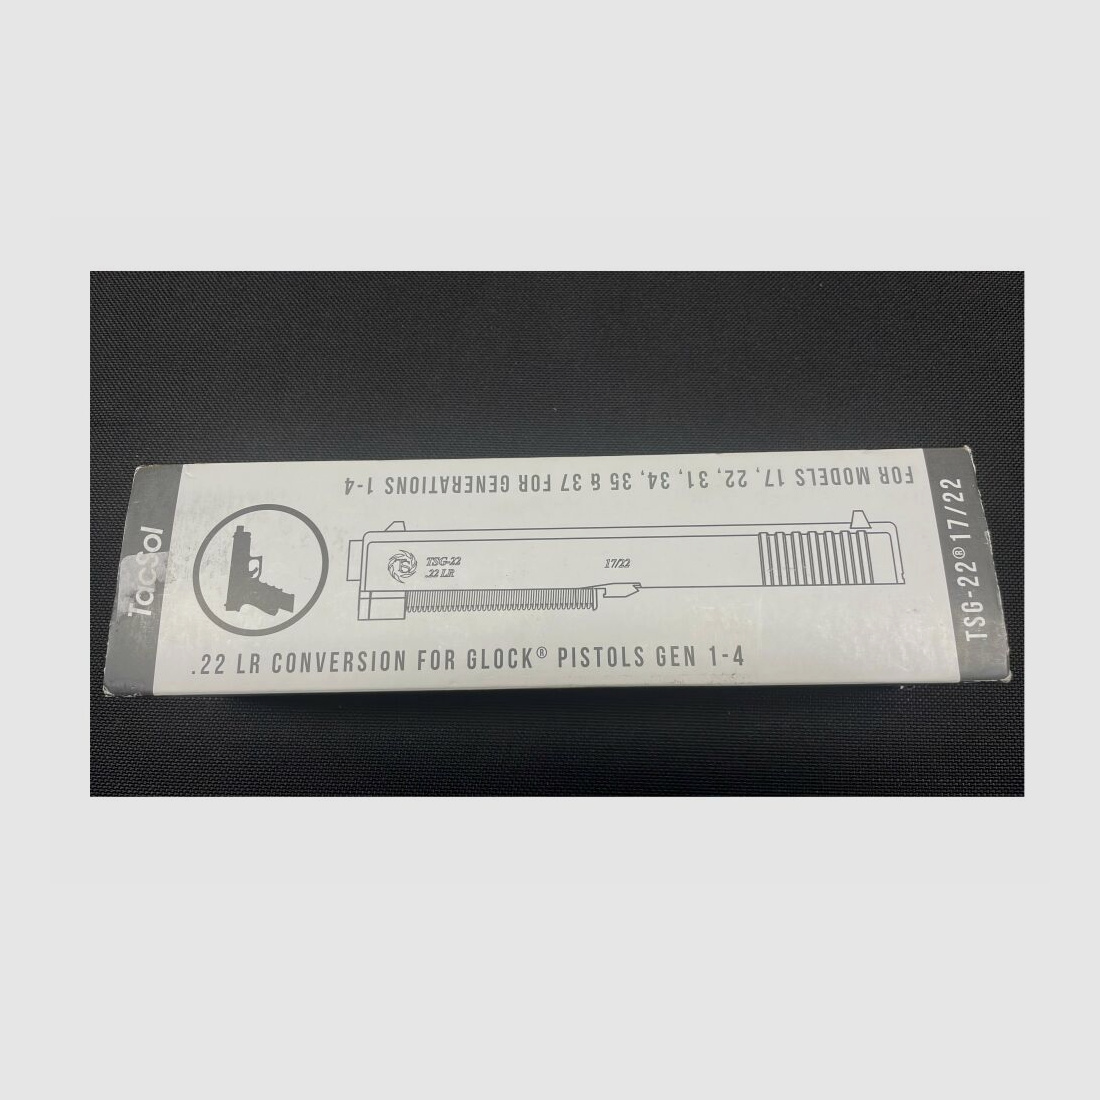 FOR MODELS 17, 22, 31, 34, 35 & 37 FOR GENERATIONS 1-4
TacSol
TS
TSG-22
.22 LR
17/22
TSG-22® 17/22
.22 LR CONVERSION FOR GLOCK® PISTOLS GEN 1-4